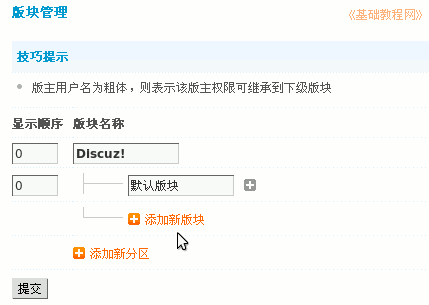 版块管理 《基础教程网》
技巧提示
版主用户名为粗体，则表示该版主权限可继承到下级版块
显示顺序 版块名称
0 Discuz!
0 默认版块
添加新版块
添加新分区
提交